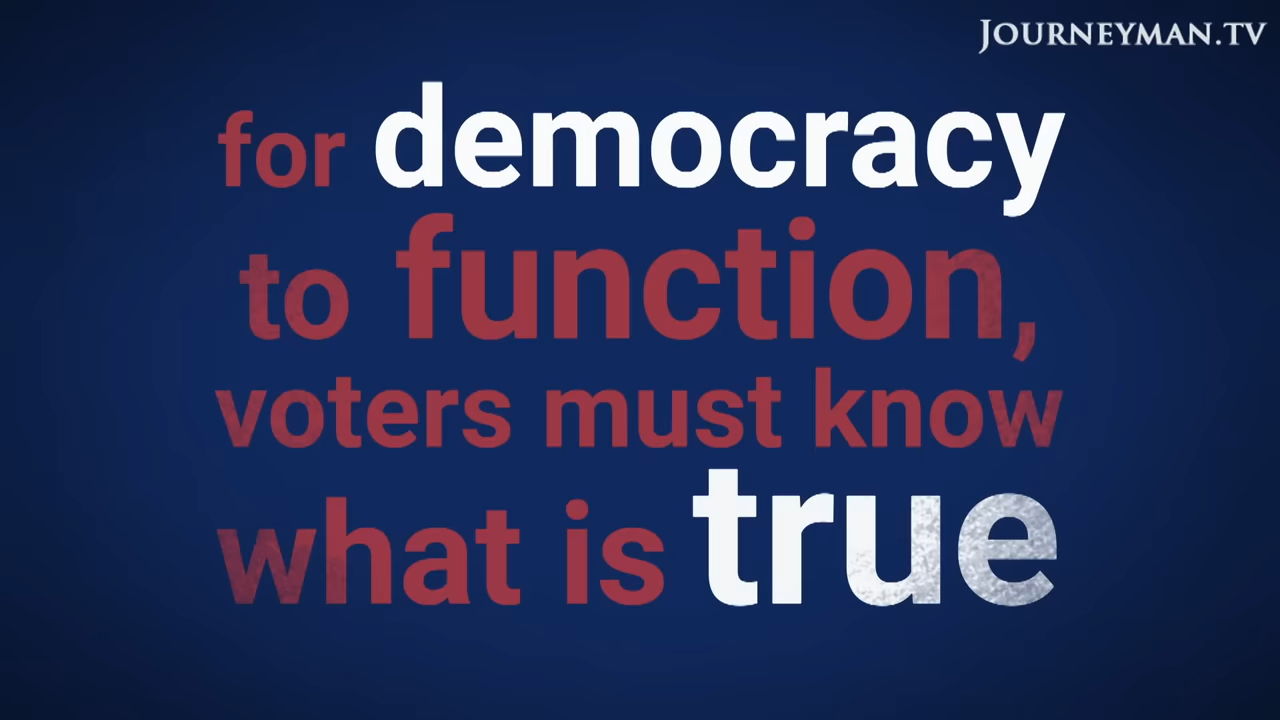 JOURNEYMAN.TV
for democracy
to function,
voters must know
what is true